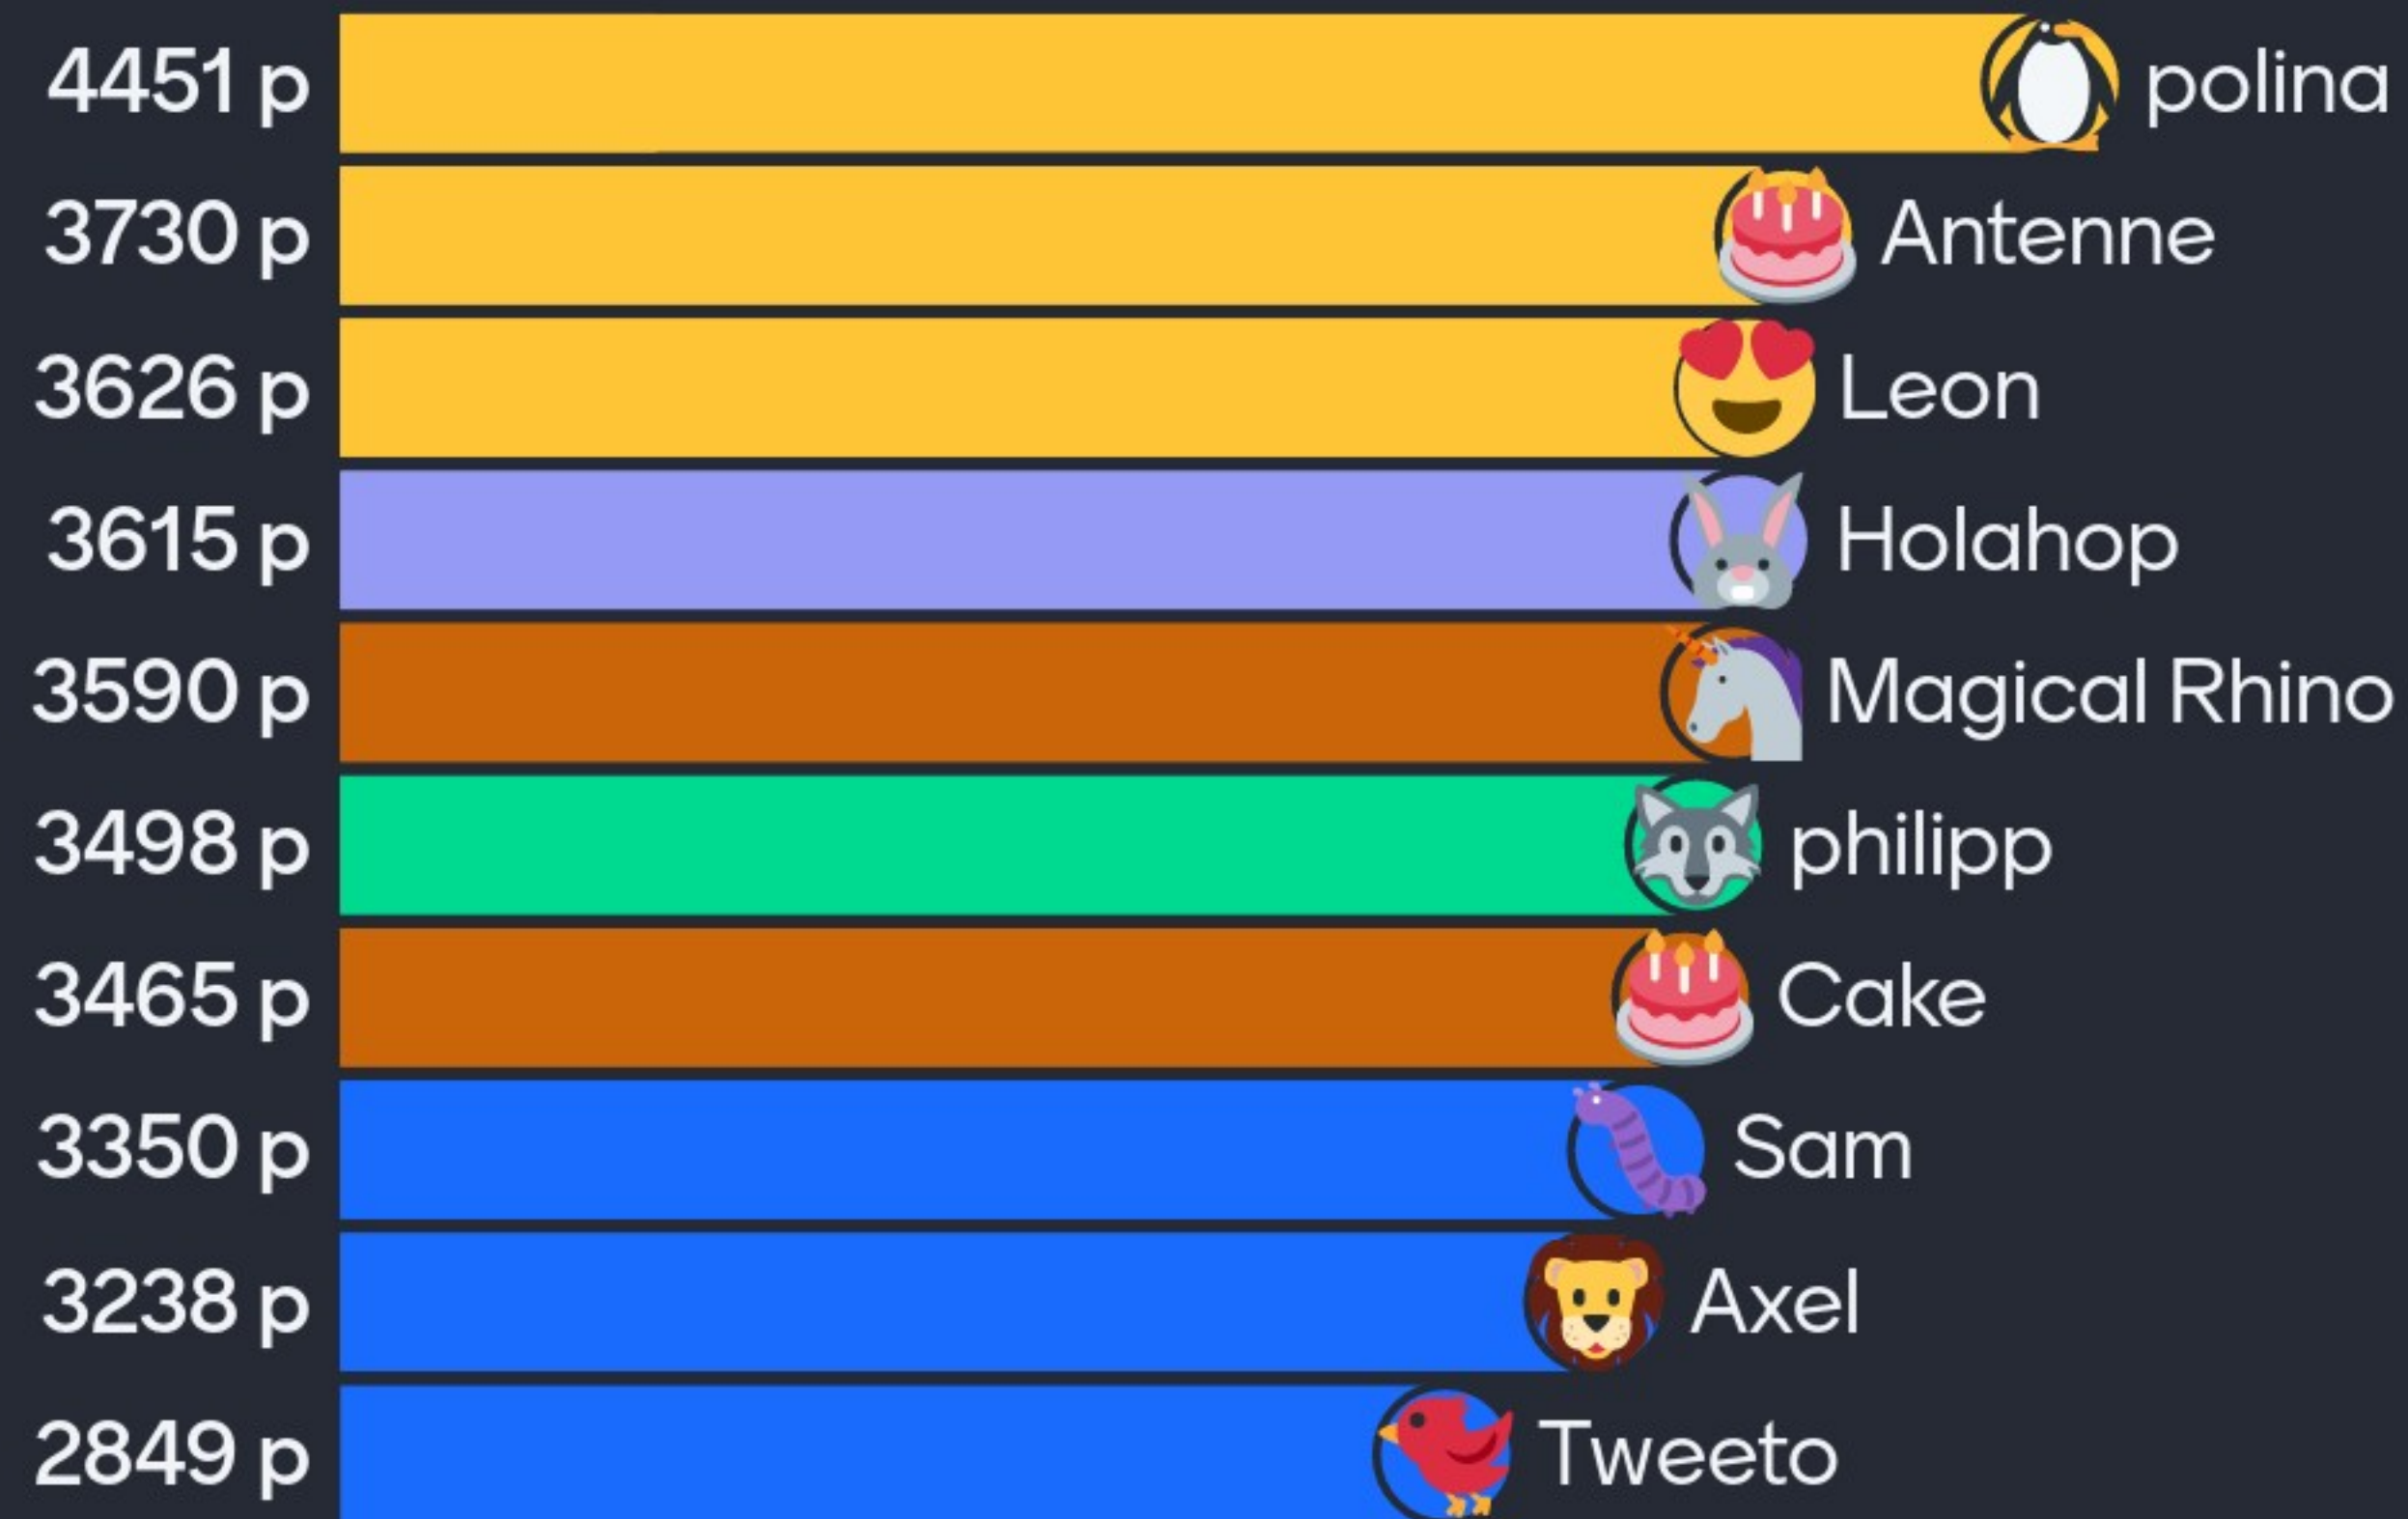 4451 p polina
3730 p Antenne
3626 p Leon
3615 p Holahop
3590 p Magical Rhino
3498 p philipp
3465 p Cake
3350 p Sam
3238 p Axel
2849 p Tweeto